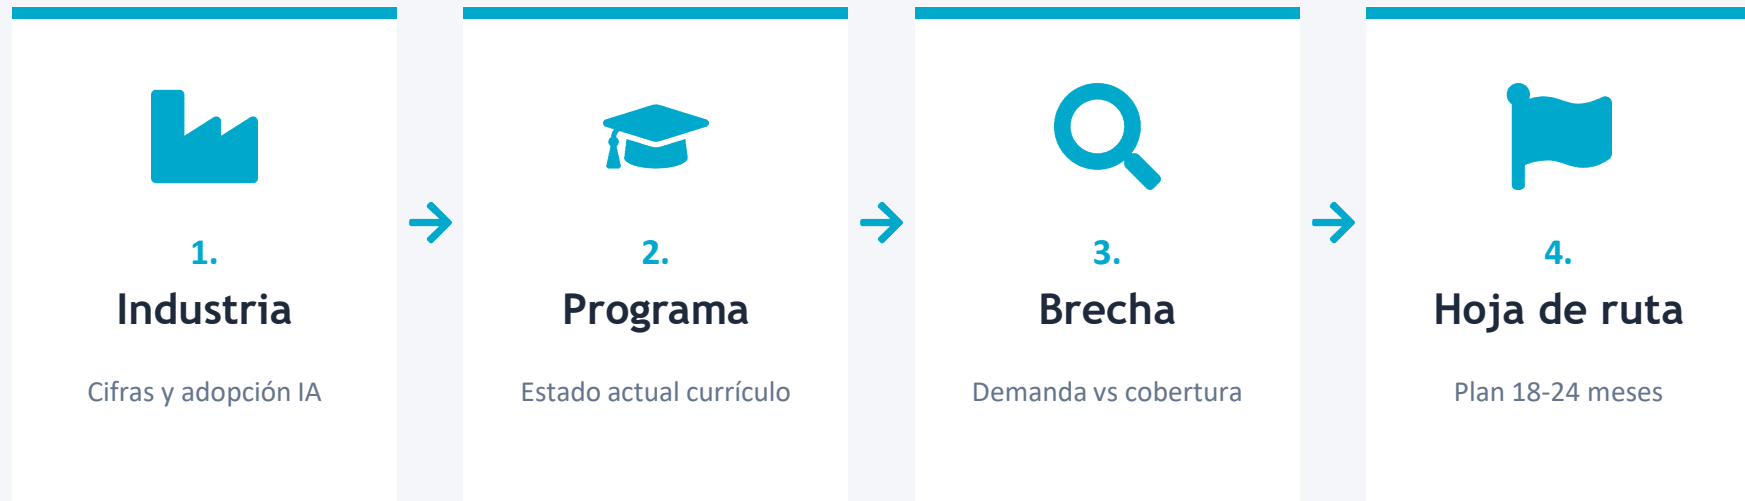 1.
Industria
Cifras y adopción IA
2.
Programa
Estado actual currículo
3.
Brecha
Demanda vs cobertura
4.
Hoja de ruta
Plan 18-24 meses